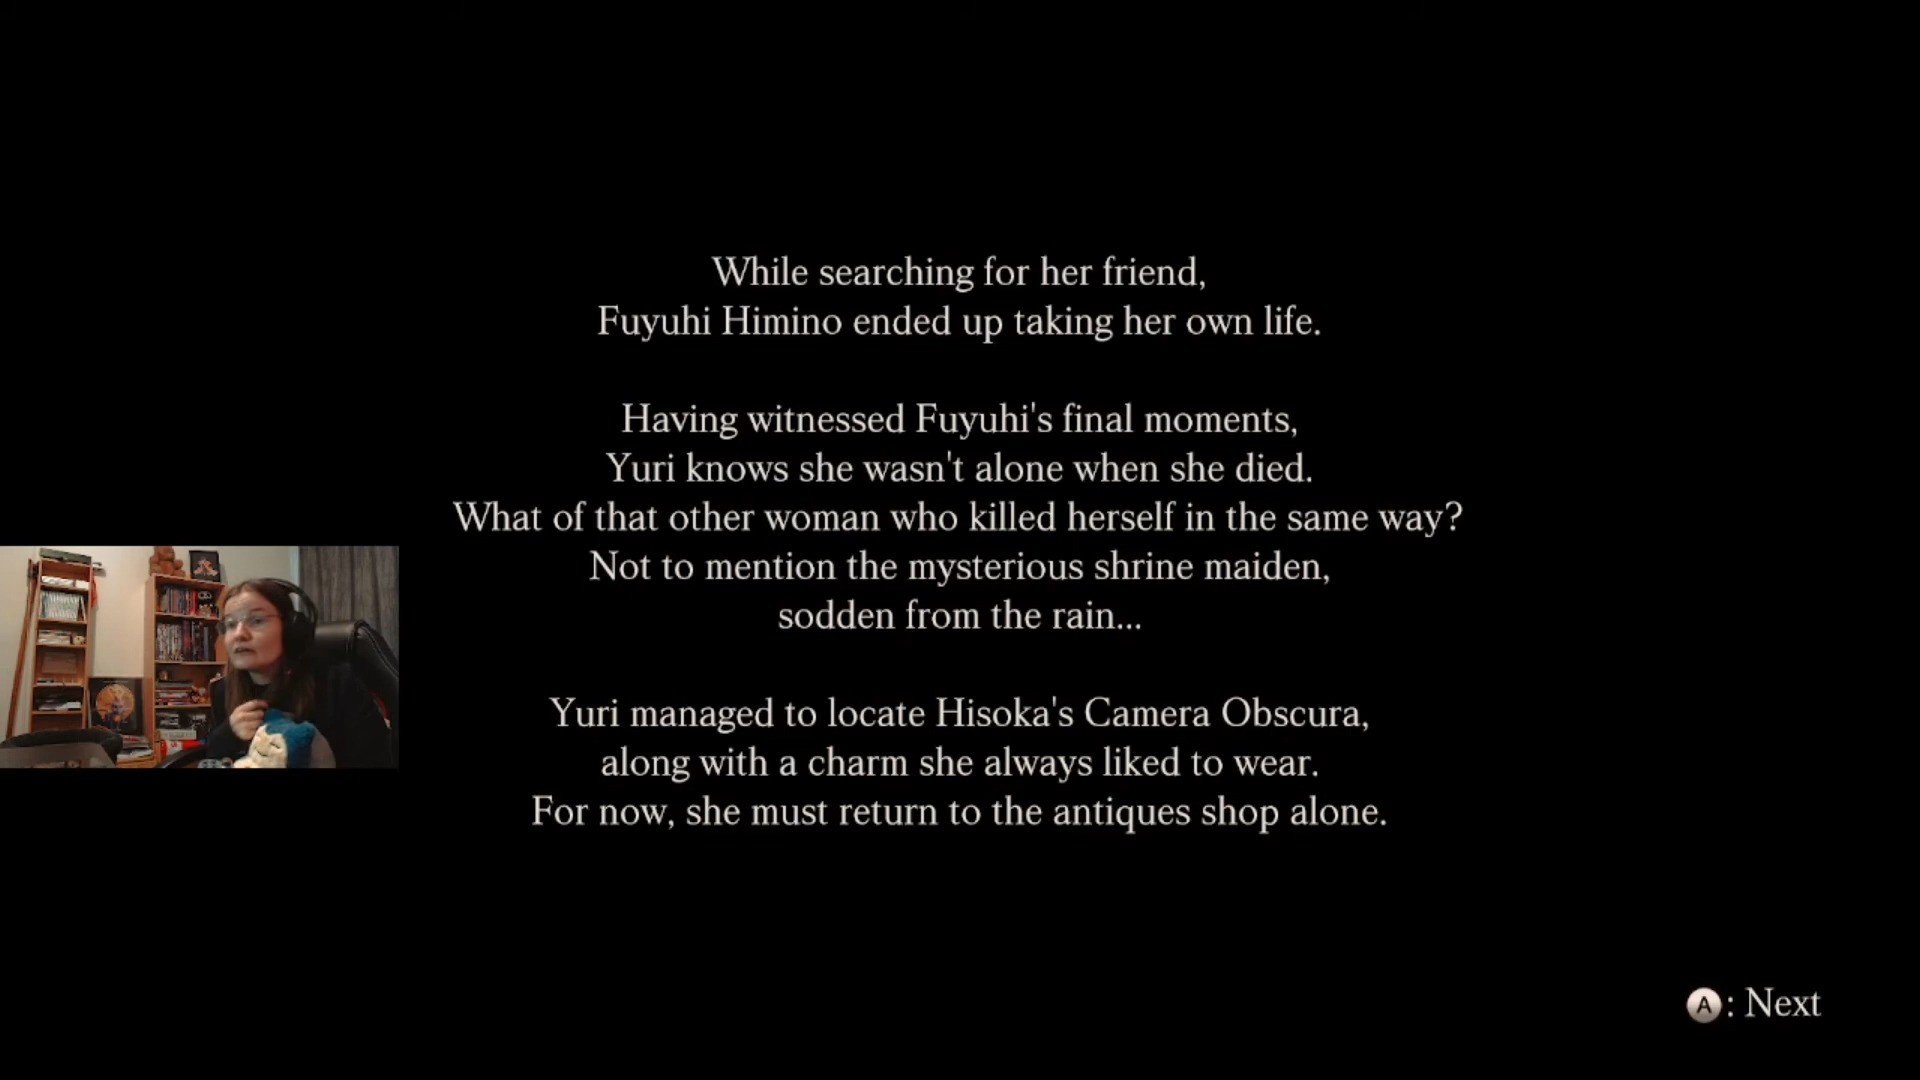 While searching for her friend,
Fuyuhi Himino ended up taking her own life.
Having witnessed Fuyuhi's final moments,
Yuri knows she wasn't alone when she died.
What of that other woman who killed herself in the same way?
Not to mention the mysterious shrine maiden,
sodden from the rain...
Yuri managed to locate Hisoka's Camera Obscura,
along with a charm she always liked to wear.
For now, she must return to the antiques shop alone.
A : Next